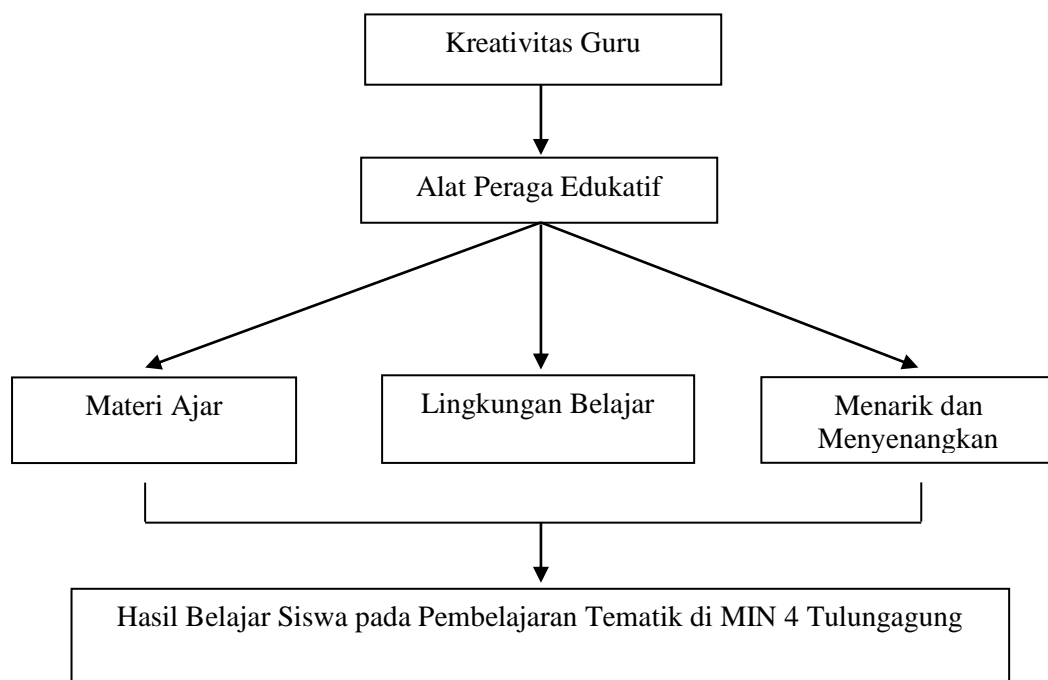 Kreativitas Guru
Alat Peraga Edukatif
Materi Ajar
Lingkungan Belajar
Menarik dan
Menyenangkan
Hasil Belajar Siswa pada Pembelajaran Tematik di MIN 4 Tulungagung